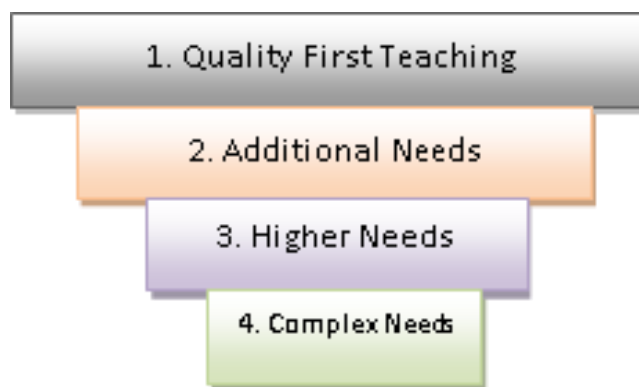 1. Quality First Teaching
2. Additional Needs
3. Higher Needs
4. Complex Needs